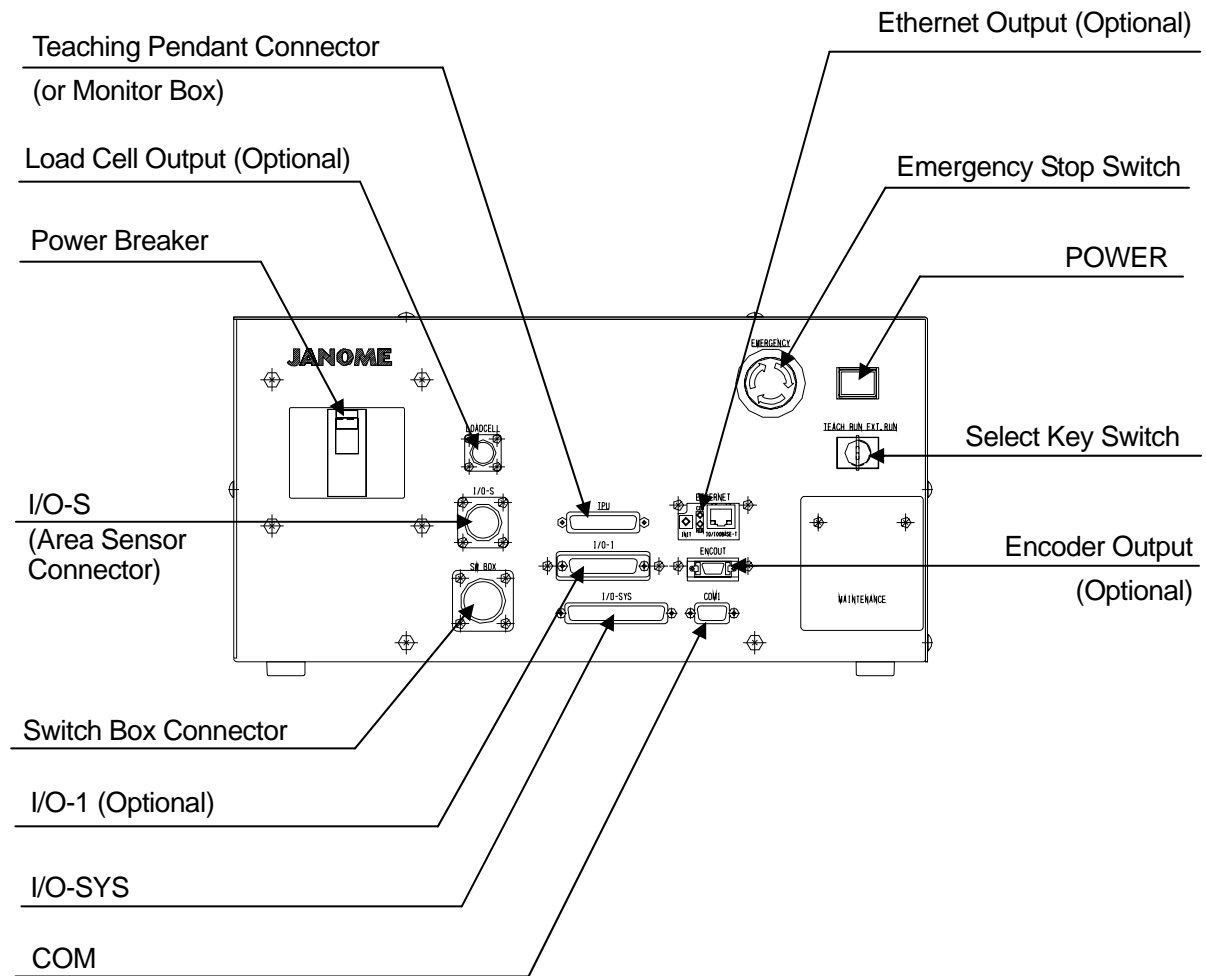 Ethernet Output (Optional)
Teaching Pendant Connector
(or Monitor Box)
Load Cell Output (Optional)
Emergency Stop Switch
Power Breaker
POWER
JANOME
EMERGENCY
LOADCELL
TEACH RUN EXT.RUN
Select Key Switch
I/O-S
I/O-S
(Area Sensor
Connector)
TPU
ETHERNET
INIT
10/100BASE-T
I/O-1
ENCOUT
Encoder Output
(Optional)
SW BOX
I/O-SYS
COM1
MAINTENANCE
Switch Box Connector
I/O-1 (Optional)
I/O-SYS
COM